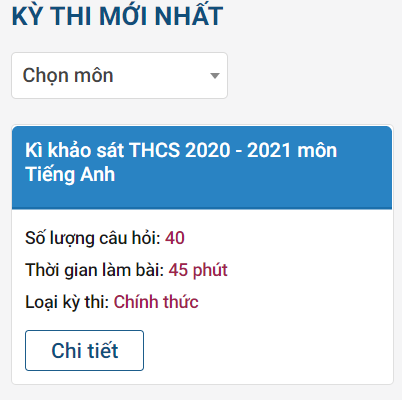 KỲ THI MỚI NHẤT
Chọn môn
Kì khảo sát THCS 2020 - 2021 môn
Tiếng Anh
Số lượng câu hỏi: 40
Thời gian làm bài: 45 phút
Loại kỳ thi: Chính thức
Chi tiết